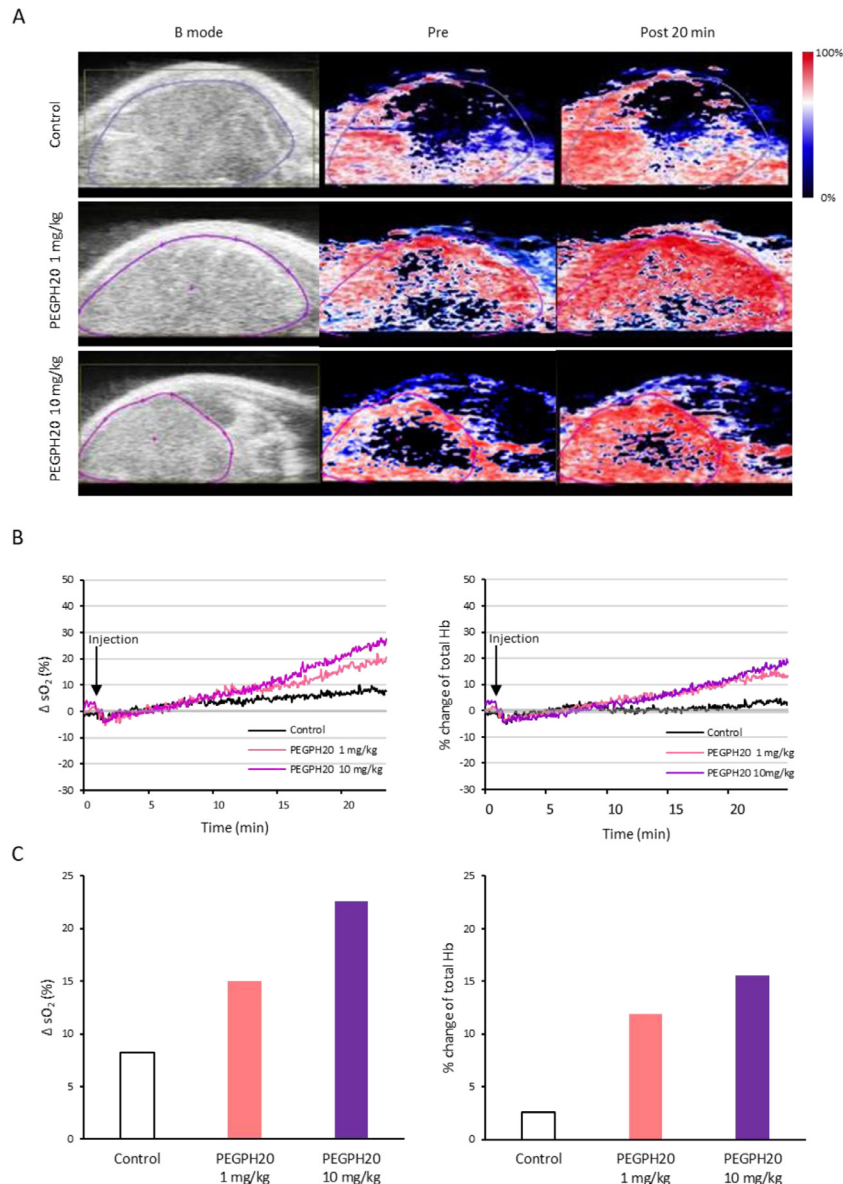 A
B mode Pre Post 20 min
100%
0%
Control
PEGPH20 1 mg/kg
PEGPH20 10 mg/kg
B
Δ sO₂ (%)
50
40
30
20
10
0
-10
-20
-30
Injection
Control
PEGPH20 1 mg/kg
PEGPH20 10 mg/kg
0 5 10 15 20
Time (min)
% change of total Hb
50
40
30
20
10
0
-10
-20
-30
Injection
Control
PEGPH20 1 mg/kg
PEGPH20 10mg/kg
0 5 10 15 20
Time (min)
C
Δ sO₂ (%)
25
20
15
10
5
0
Control PEGPH20 PEGPH20
1 mg/kg 10 mg/kg
% change of total Hb
25
20
15
10
5
0
Control PEGPH20 PEGPH20
1 mg/kg 10 mg/kg